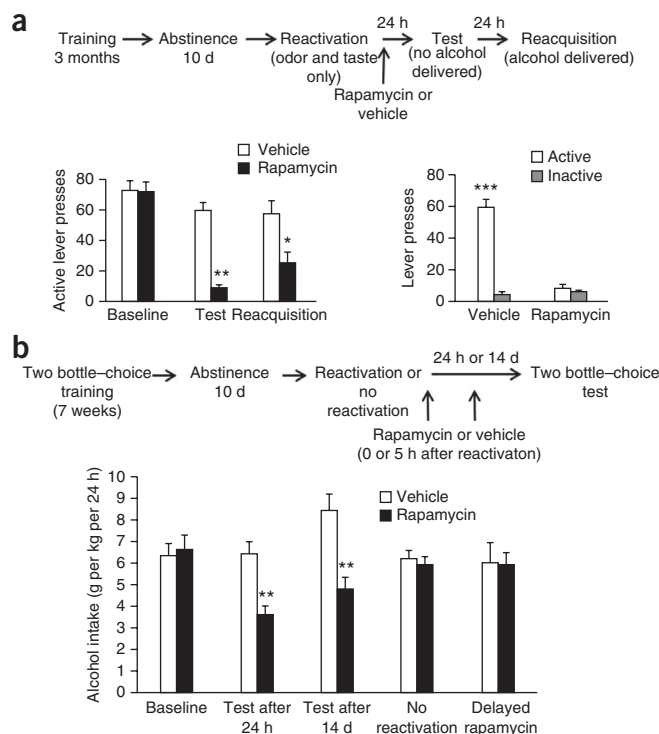 a
Training
3 months
Abstinence
10 d
Reactivation
(odor and taste
only)
24 h
Test
(no alcohol
delivered)
24 h
Reacquisition
(alcohol delivered)
Rapamycin or
vehicle
Vehicle
Rapamycin
Active lever presses
80
60
40
20
0
**
*
Baseline
Test
Reacquisition
Active
Inactive
Lever presses
80
60
40
20
0
***
Vehicle
Rapamycin
b
Two bottle–choice
training
(7 weeks)
Abstinence
10 d
Reactivation or
no
reactivation
24 h or 14 d
Two bottle–choice
test
Rapamycin or vehicle
(0 or 5 h after reactivaton)
Vehicle
Rapamycin
Alcohol intake (g per kg per 24 h)
10
9
8
7
6
5
4
3
2
1
0
**
**
Baseline
Test after
24 h
Test after
14 d
No
reactivation
Delayed
rapamycin